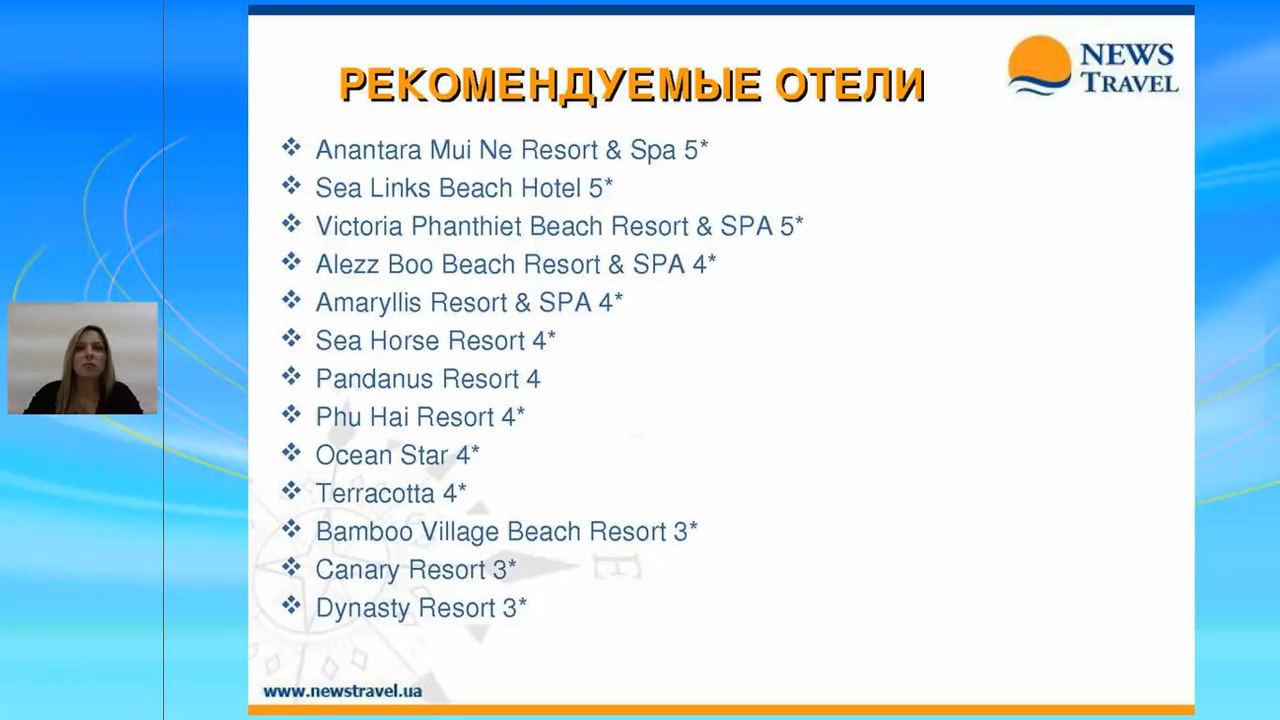 РЕКОМЕНДУЕМЫЕ ОТЕЛИ
NEWS
TRAVEL
Anantara Mui Ne Resort & Spa 5*
Sea Links Beach Hotel 5*
Victoria Phanthiet Beach Resort & SPA 5*
Alezz Boo Beach Resort & SPA 4*
Amaryllis Resort & SPA 4*
Sea Horse Resort 4*
Pandanus Resort 4
Phu Hai Resort 4*
Ocean Star 4*
Terracotta 4*
Bamboo Village Beach Resort 3*
Canary Resort 3*
Dynasty Resort 3*
E
www.newstravel.ua